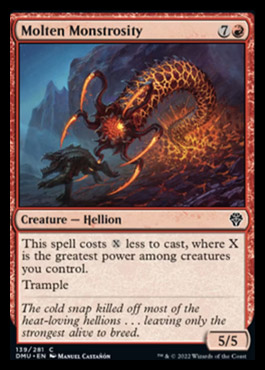 Molten Monstrosity 7
Creature — Hellion
This spell costs X less to cast, where X
is the greatest power among creatures
you control.
Trample
The cold snap killed off most of the
heat-loving hellions . . . leaving only the
strongest alive to breed.
5/5
139/281 C
DMU • EN MANUEL CASTAÑÓN
™ & © 2022 Wizards of the Coast